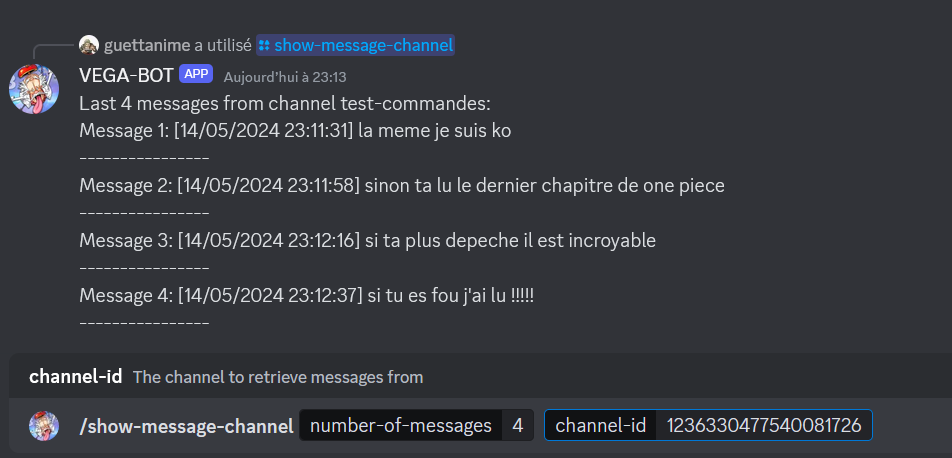 guettanime a utilisé show-message-channel
VEGA-BOT APP Aujourd'hui à 23:13
Last 4 messages from channel test-commandes:
Message 1: [14/05/2024 23:11:31] la meme je suis ko
----------------
Message 2: [14/05/2024 23:11:58] sinon ta lu le dernier chapitre de one piece
----------------
Message 3: [14/05/2024 23:12:16] si ta plus depeche il est incroyable
----------------
Message 4: [14/05/2024 23:12:37] si tu es fou j'ai lu !!!!!
----------------
channel-id The channel to retrieve messages from
/show-message-channel number-of-messages 4 channel-id 1236330477540081726